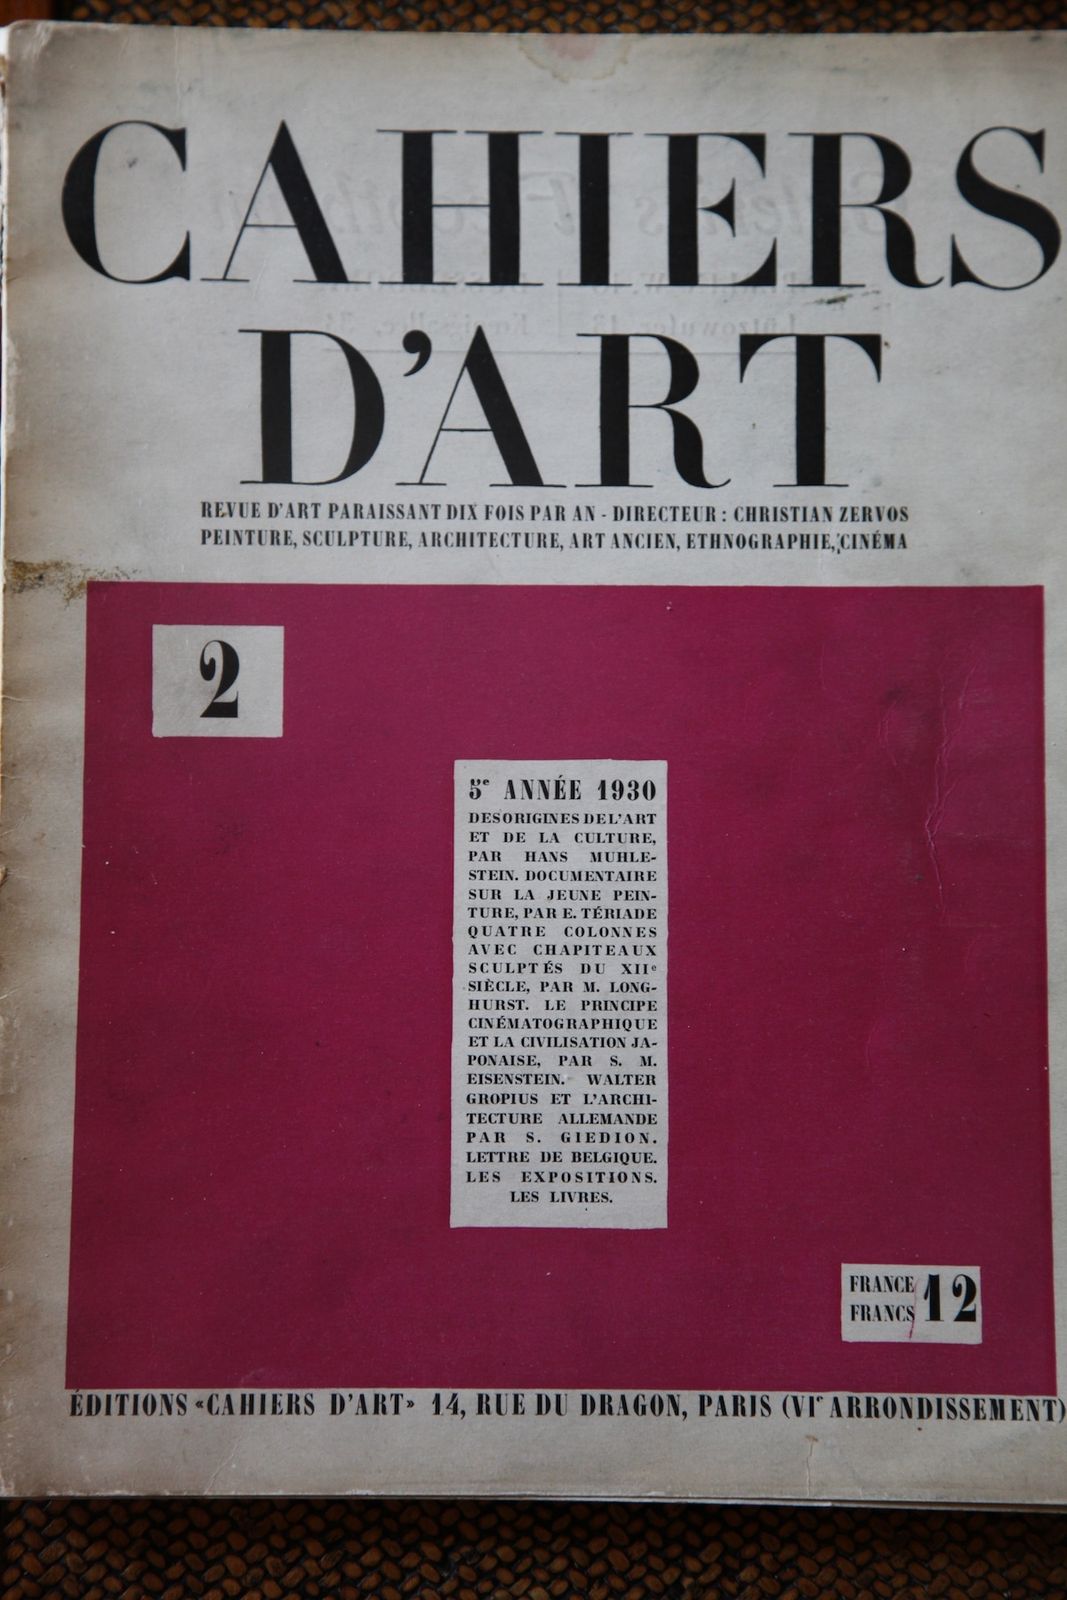 CAHIERS
D'ART
REVUE D'ART PARAISSANT DIX FOIS PAR AN - DIRECTEUR : CHRISTIAN ZERVOS
PEINTURE, SCULPTURE, ARCHITECTURE, ART ANCIEN, ETHNOGRAPHIE, CINÉMA
2
5e ANNÉE 1930
DES ORIGINES DE L'ART
ET DE LA CULTURE,
PAR HANS MUHLE-
STEIN. DOCUMENTAIRE
SUR LA JEUNE PEIN-
TURE, PAR E. TÉRIADE
QUATRE COLONNES
AVEC CHAPITEAUX
SCULPTÉS DU XIIe
SIÈCLE, PAR M. LONG-
HURST. LE PRINCIPE
CINÉMATOGRAPHIQUE
ET LA CIVILISATION JA-
PONAISE, PAR S. M.
EISENSTEIN. WALTER
GROPIUS ET L'ARCHI-
TECTURE ALLEMANDE
PAR S. GIEDION.
LETTRE DE BELGIQUE.
LES EXPOSITIONS.
LES LIVRES.
FRANCE
FRANCS 12
ÉDITIONS «CAHIERS D'ART» 14, RUE DU DRAGON, PARIS (VIe ARRONDISSEMENT)